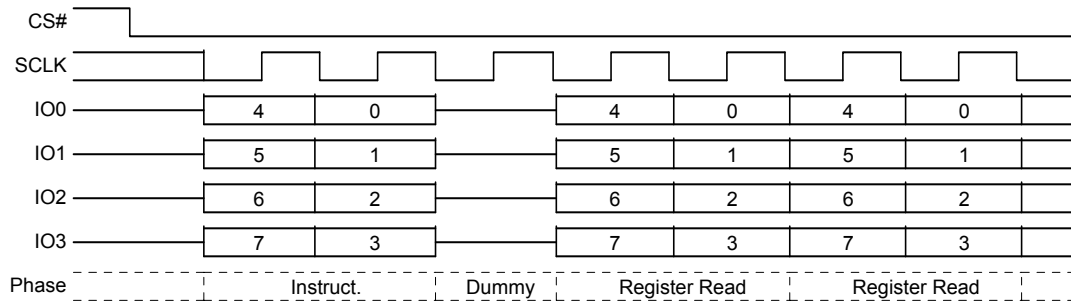 CS#
SCLK
IO0 4 0 4 0 4 0
IO1 5 1 5 1 5 1
IO2 6 2 6 2 6 2
IO3 7 3 7 3 7 3
Phase Instruct. Dummy Register Read Register Read